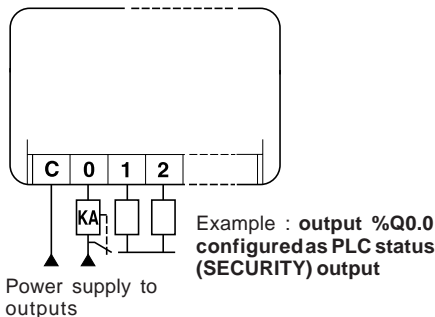 C 0 1 2
KA
Example : output %Q0.0
configured as PLC status
(SECURITY) output
Power supply to
outputs